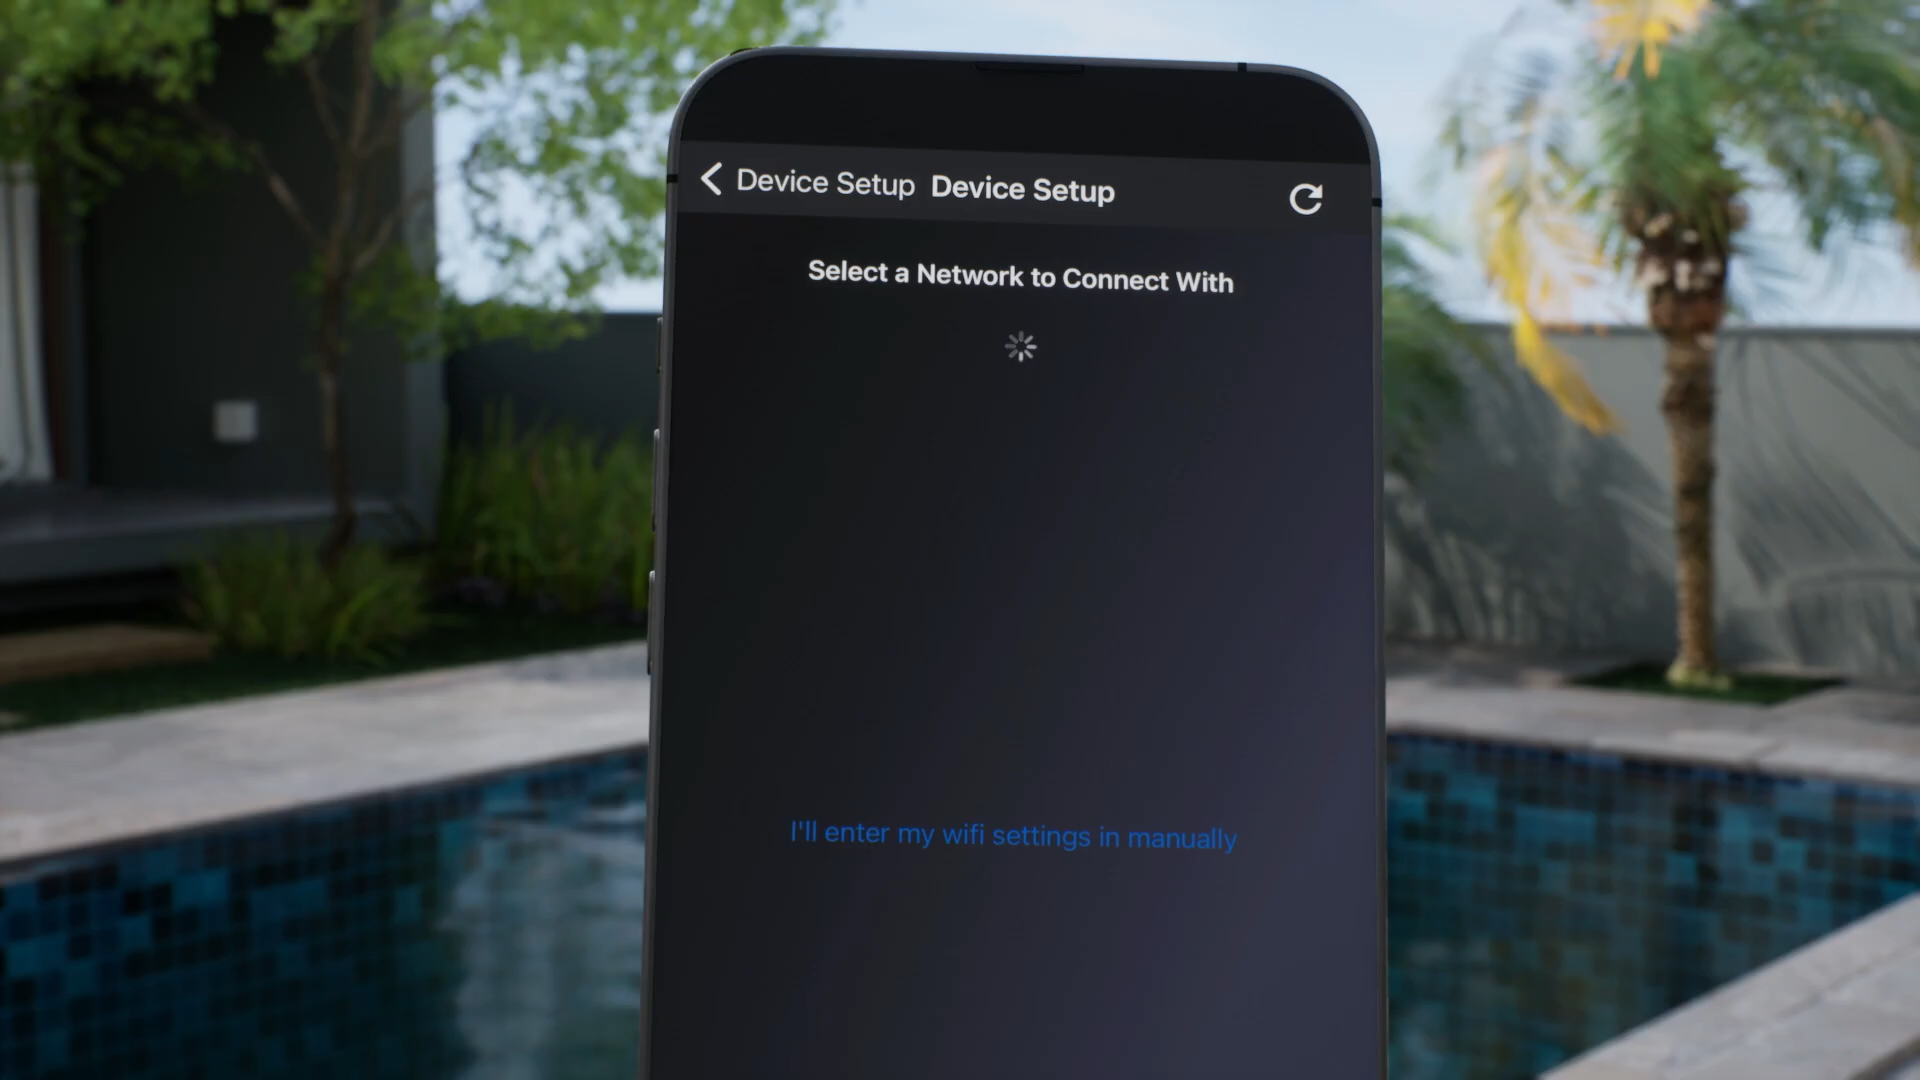 Device Setup Device Setup
Select a Network to Connect With
I'll enter my wifi settings in manually